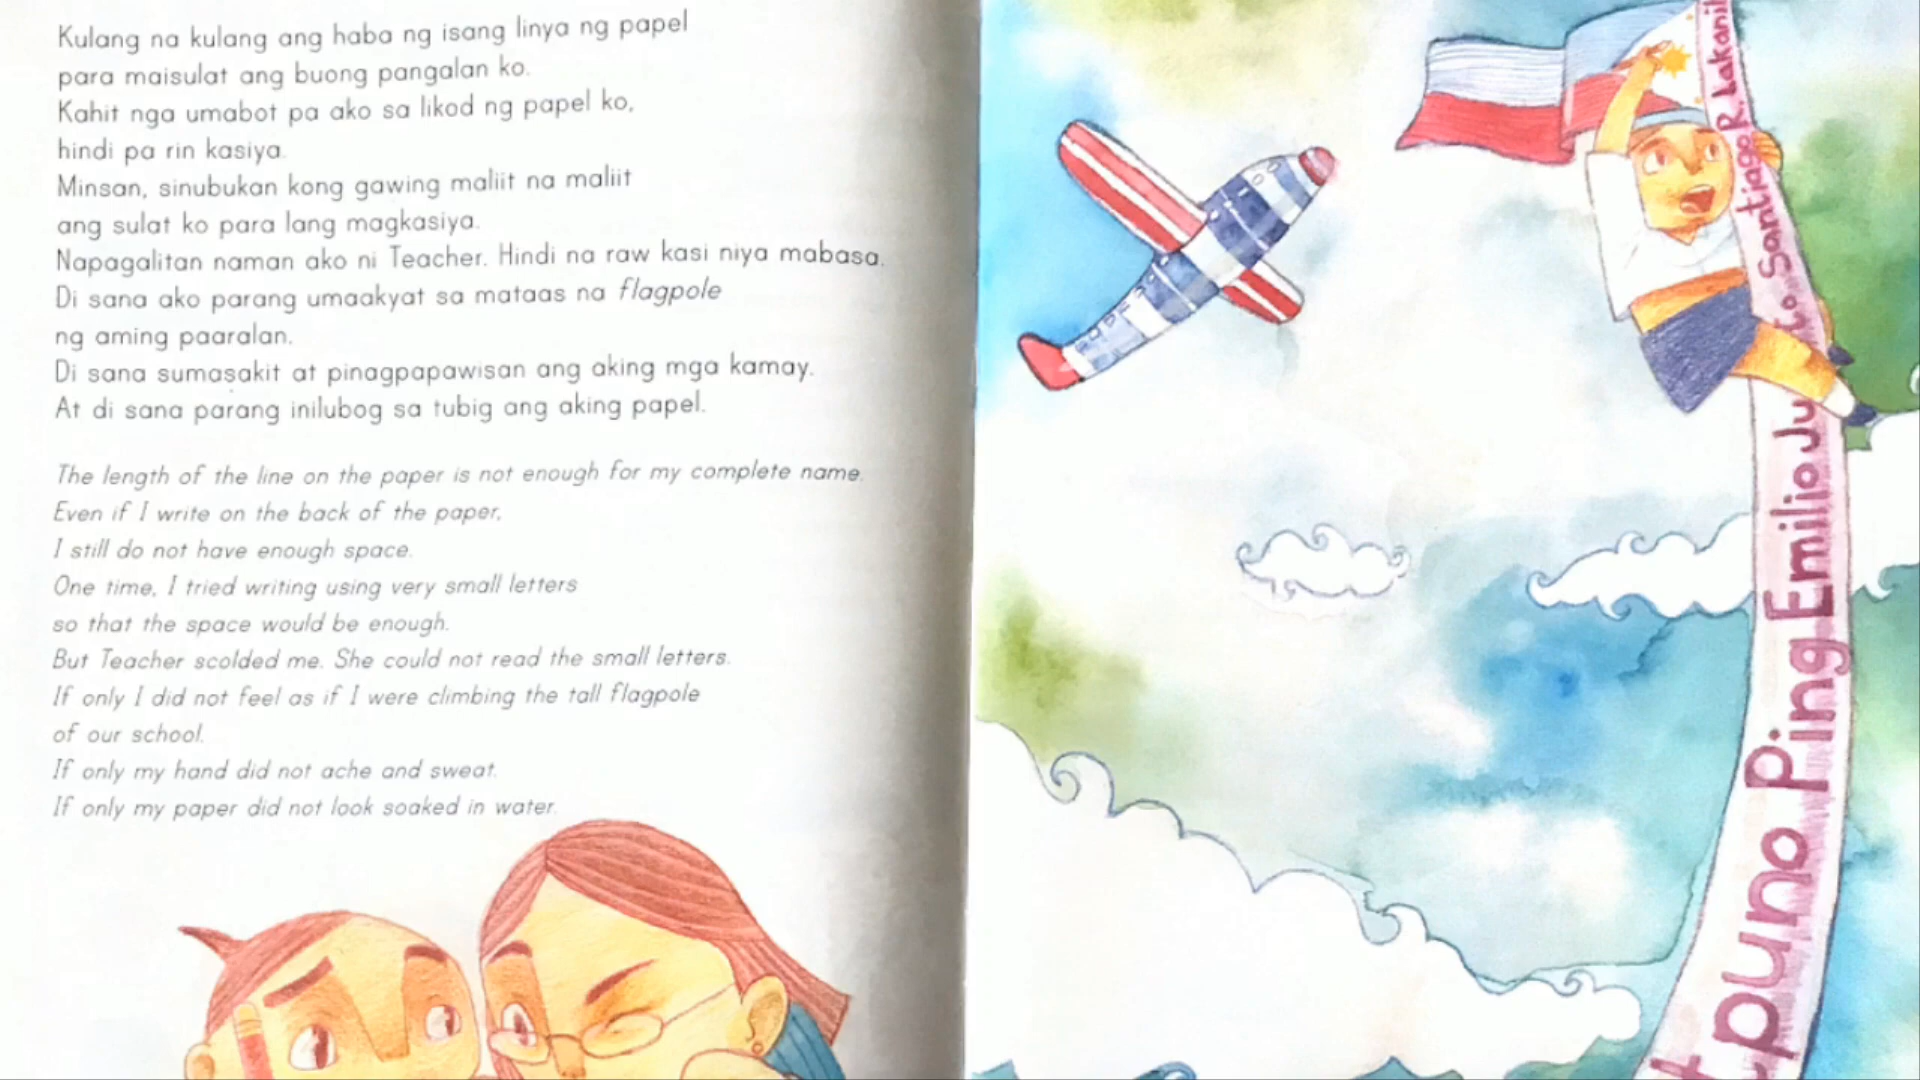 Kulang na kulang ang haba ng isang linya ng papel
para maisulat ang buong pangalan ko.
Kahit nga umabot pa ako sa likod ng papel ko,
hindi pa rin kasiya.
Minsan, sinubukan kong gawing maliit na maliit
ang sulat ko para lang magkasiya.
Napagalitan naman ako ni Teacher. Hindi na raw kasi niya mabasa.
Di sana ako parang umaakyat sa mataas na flagpole
ng aming paaralan.
Di sana sumasakit at pinagpapawisan ang aking mga kamay.
At di sana parang inilubog sa tubig ang aking papel.
The length of the line on the paper is not enough for my complete name.
Even if I write on the back of the paper,
I still do not have enough space.
One time, I tried writing using very small letters
so that the space would be enough.
But Teacher scolded me. She could not read the small letters.
If only I did not feel as if I were climbing the tall flagpole
of our school.
If only my hand did not ache and sweat.
If only my paper did not look soaked in water.
puno Ping Emilio Santiago R.